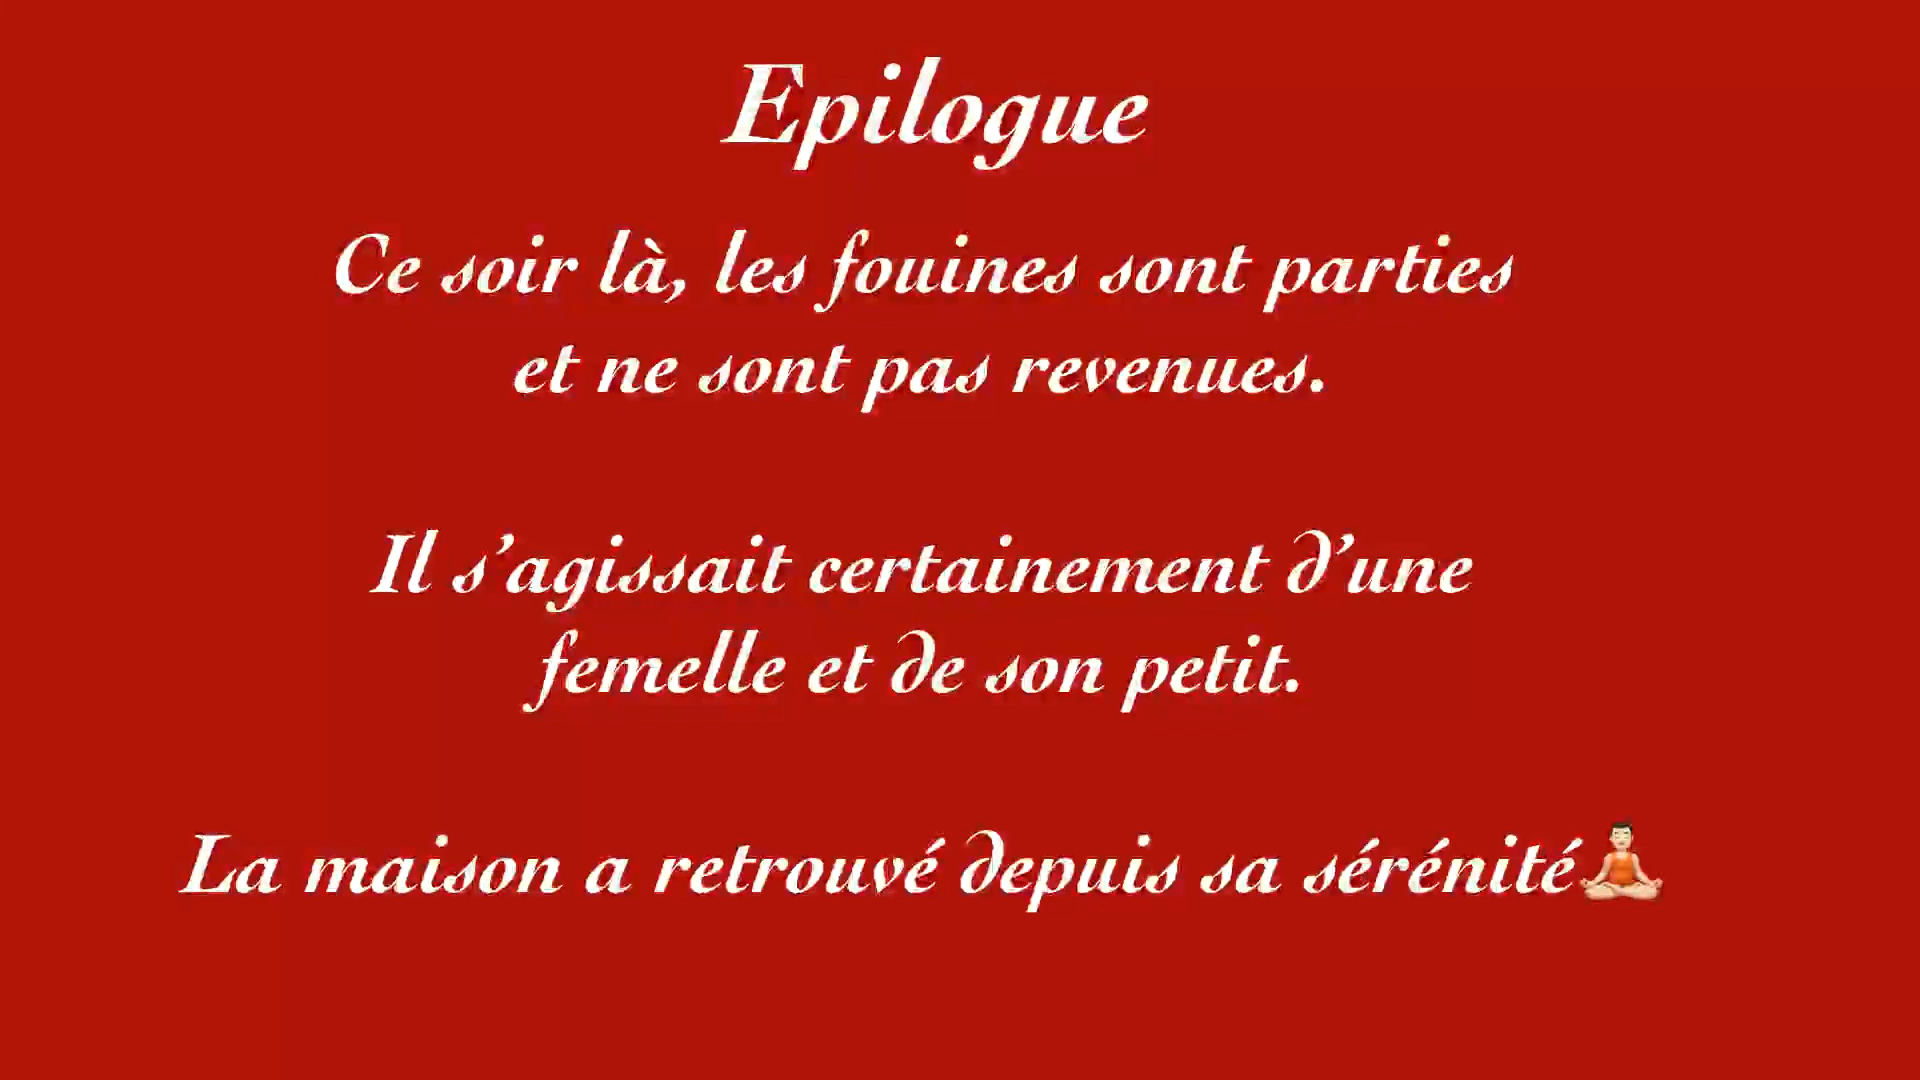 Epilogue
Ce soir là, les fouines sont parties
et ne sont pas revenues.
Il s’agissait certainement d’une
femelle et de son petit.
La maison a retrouvé depuis sa sérénité🧘🏻‍♂️